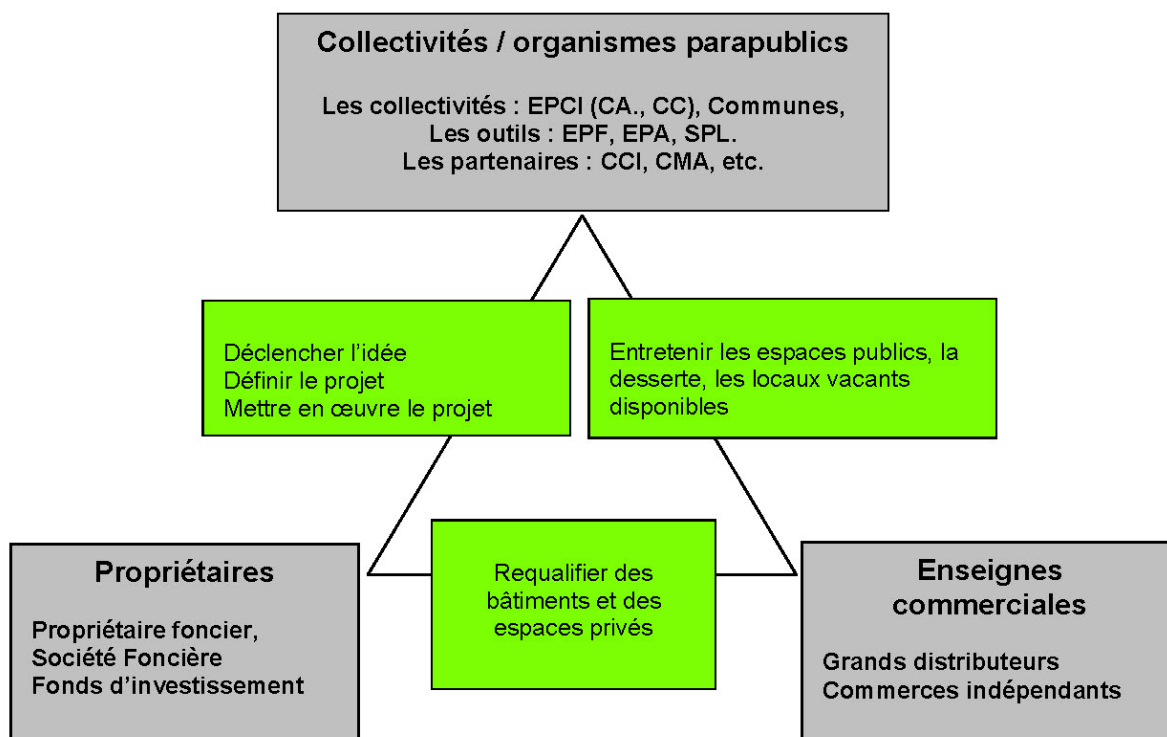 Collectivités / organismes parapublics
Les collectivités : EPCI (CA., CC), Communes,
Les outils : EPF, EPA, SPL.
Les partenaires : CCI, CMA, etc.
Déclencher l’idée
Définir le projet
Mettre en œuvre le projet
Entretenir les espaces publics, la
desserte, les locaux vacants
disponibles
Propriétaires
Propriétaire foncier,
Société Foncière
Fonds d’investissement
Requalifier des
bâtiments et des
espaces privés
Enseignes
commerciales
Grands distributeurs
Commerces indépendants